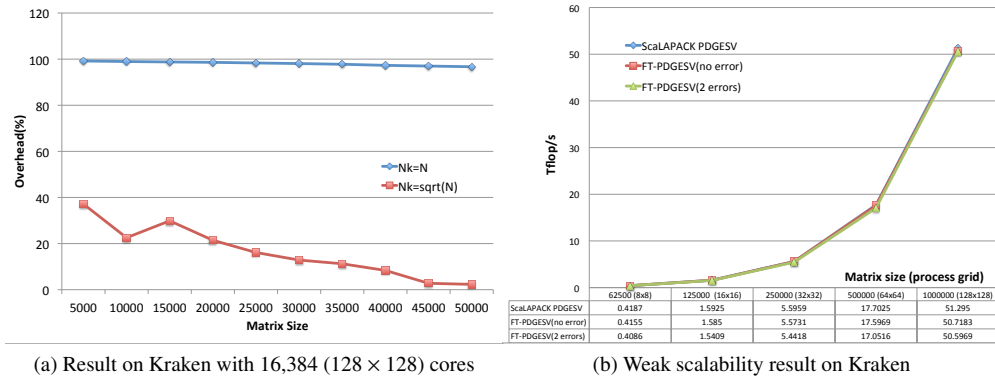 120
100
80
60
40
20
0
Overhead(%)
Nk=N
Nk=sqrt(N)
5000 10000 15000 20000 25000 30000 35000 40000 45000 50000
Matrix Size
(a) Result on Kraken with 16,384 (128 × 128) cores
60
50
40
30
20
10
0
Tflop/s
ScaLAPACK PDGESV
FT-PDGESV(no error)
FT-PDGESV(2 errors)
Matrix size (process grid)
62500 (8x8) 125000 (16x16) 250000 (32x32) 500000 (64x64) 1000000 (128x128)
ScaLAPACK PDGESV 0.4187 1.5925 5.5959 17.7025 51.295
FT-PDGESV(no error) 0.4155 1.585 5.5731 17.5969 50.7183
FT-PDGESV(2 errors) 0.4086 1.5409 5.4418 17.0516 50.5969
(b) Weak scalability result on Kraken